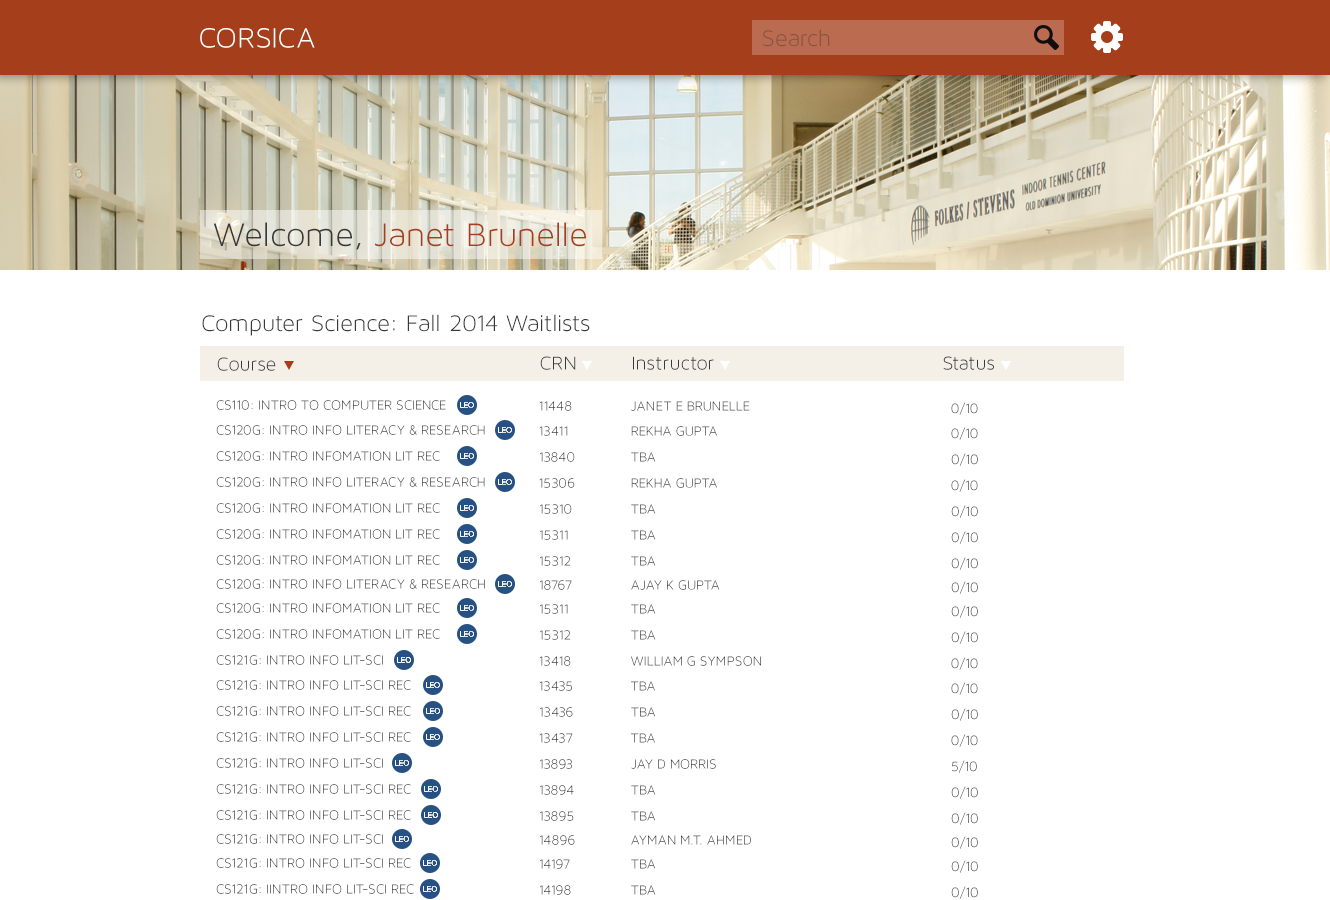 CORSICA
Search
FOLKES / STEVENS INDOOR TENNIS CENTER
OLD DOMINION UNIVERSITY
Welcome, Janet Brunelle
Computer Science: Fall 2014 Waitlists
Course CRN Instructor Status
CS110: INTRO TO COMPUTER SCIENCE LEO 11448 JANET E BRUNELLE 0/10
CS120G: INTRO INFO LITERACY & RESEARCH LEO 13411 REKHA GUPTA 0/10
CS120G: INTRO INFOMATION LIT REC LEO 13840 TBA 0/10
CS120G: INTRO INFO LITERACY & RESEARCH LEO 15306 REKHA GUPTA 0/10
CS120G: INTRO INFOMATION LIT REC LEO 15310 TBA 0/10
CS120G: INTRO INFOMATION LIT REC LEO 15311 TBA 0/10
CS120G: INTRO INFOMATION LIT REC LEO 15312 TBA 0/10
CS120G: INTRO INFO LITERACY & RESEARCH LEO 18767 AJAY K GUPTA 0/10
CS120G: INTRO INFOMATION LIT REC LEO 15311 TBA 0/10
CS120G: INTRO INFOMATION LIT REC LEO 15312 TBA 0/10
CS121G: INTRO INFO LIT-SCI LEO 13418 WILLIAM G SYMPSON 0/10
CS121G: INTRO INFO LIT-SCI REC LEO 13435 TBA 0/10
CS121G: INTRO INFO LIT-SCI REC LEO 13436 TBA 0/10
CS121G: INTRO INFO LIT-SCI REC LEO 13437 TBA 0/10
CS121G: INTRO INFO LIT-SCI LEO 13893 JAY D MORRIS 5/10
CS121G: INTRO INFO LIT-SCI REC LEO 13894 TBA 0/10
CS121G: INTRO INFO LIT-SCI REC LEO 13895 TBA 0/10
CS121G: INTRO INFO LIT-SCI LEO 14896 AYMAN M.T. AHMED 0/10
CS121G: INTRO INFO LIT-SCI REC LEO 14197 TBA 0/10
CS121G: IINTRO INFO LIT-SCI REC LEO 14198 TBA 0/10